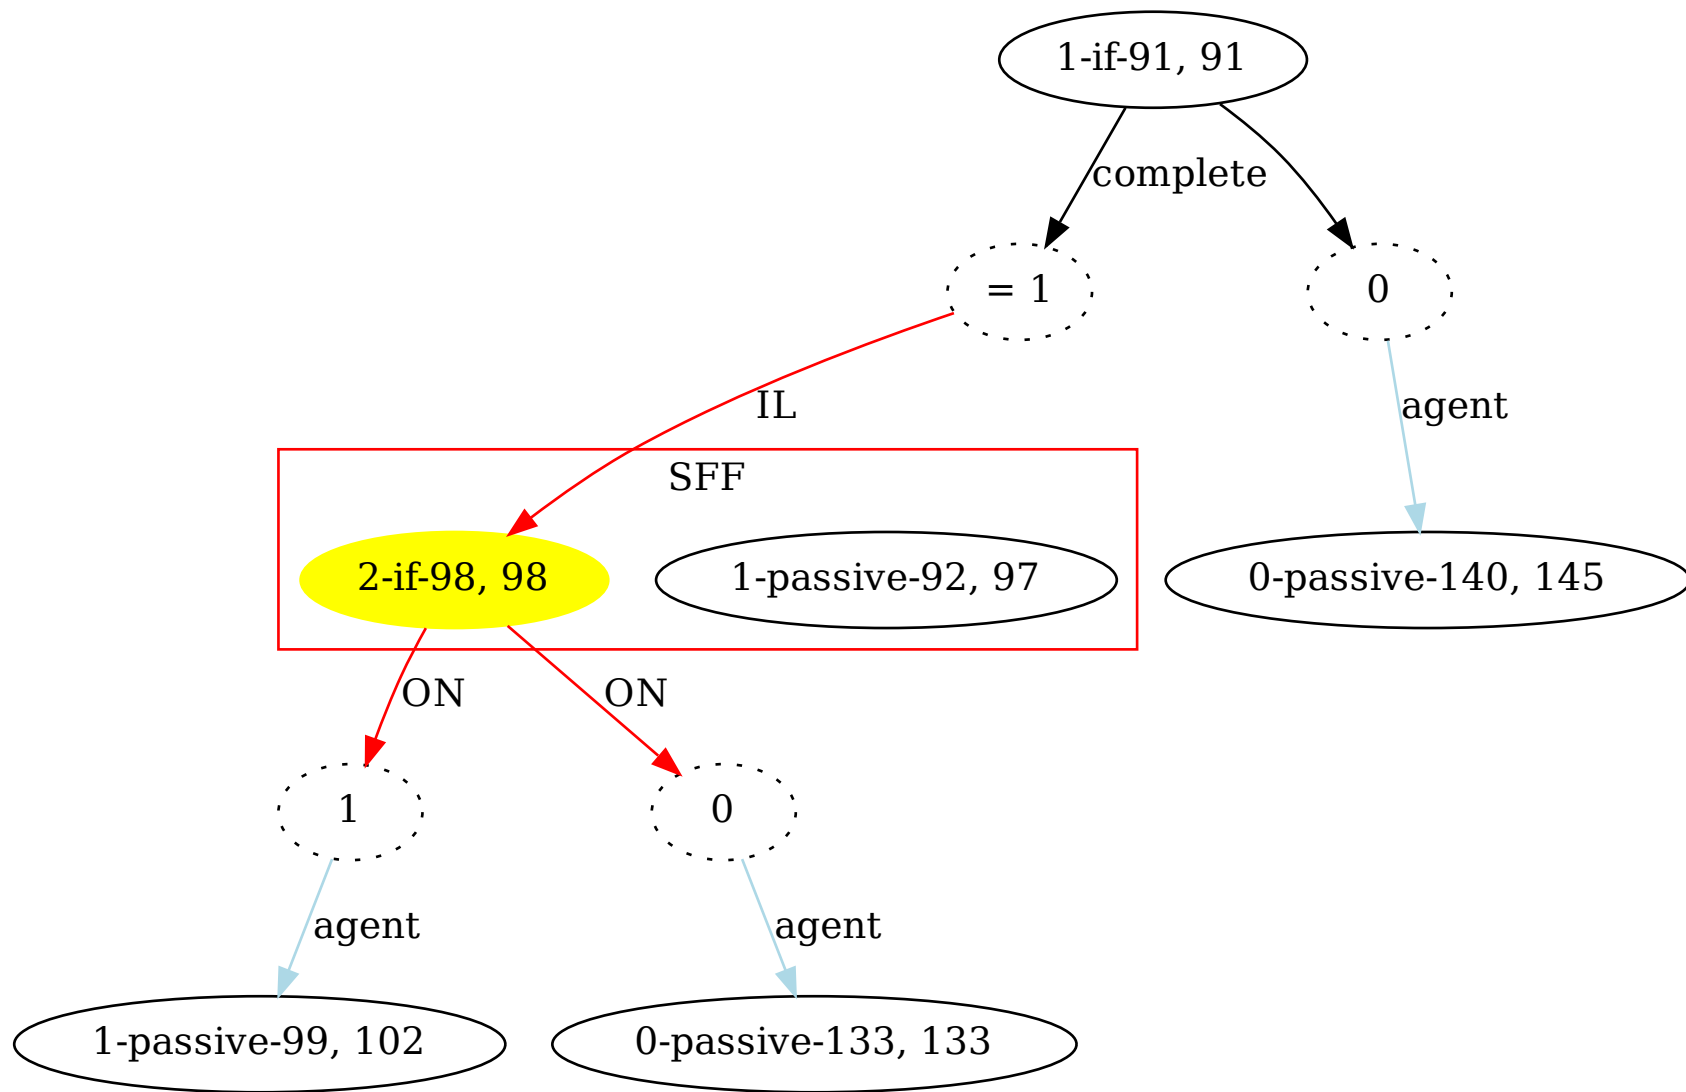 1-if-91, 91
complete
= 1
0
IL
agent
SFF
2-if-98, 98
1-passive-92, 97
0-passive-140, 145
ON
ON
1
0
agent
agent
1-passive-99, 102
0-passive-133, 133